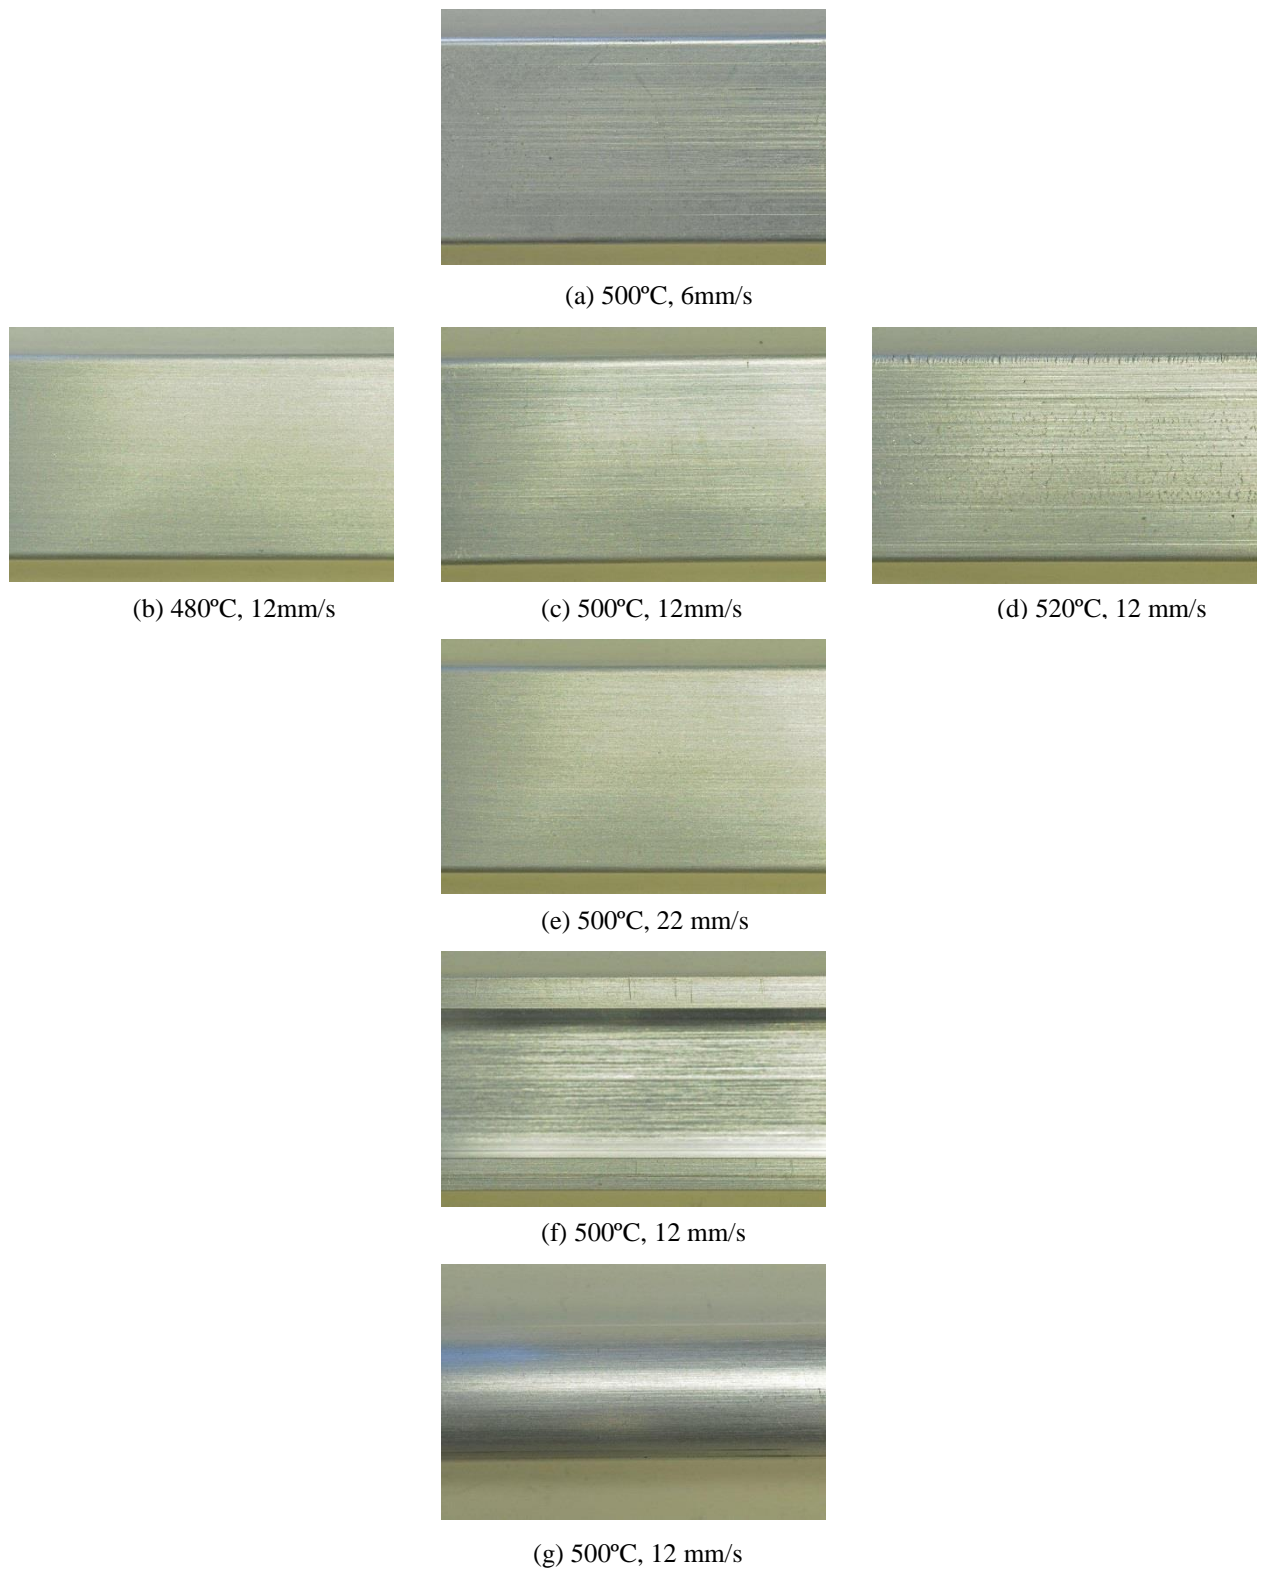 (a) 500ºC, 6mm/s
(b) 480ºC, 12mm/s
(c) 500ºC, 12mm/s
(d) 520ºC, 12 mm/s
(e) 500ºC, 22 mm/s
(f) 500ºC, 12 mm/s
(g) 500ºC, 12 mm/s